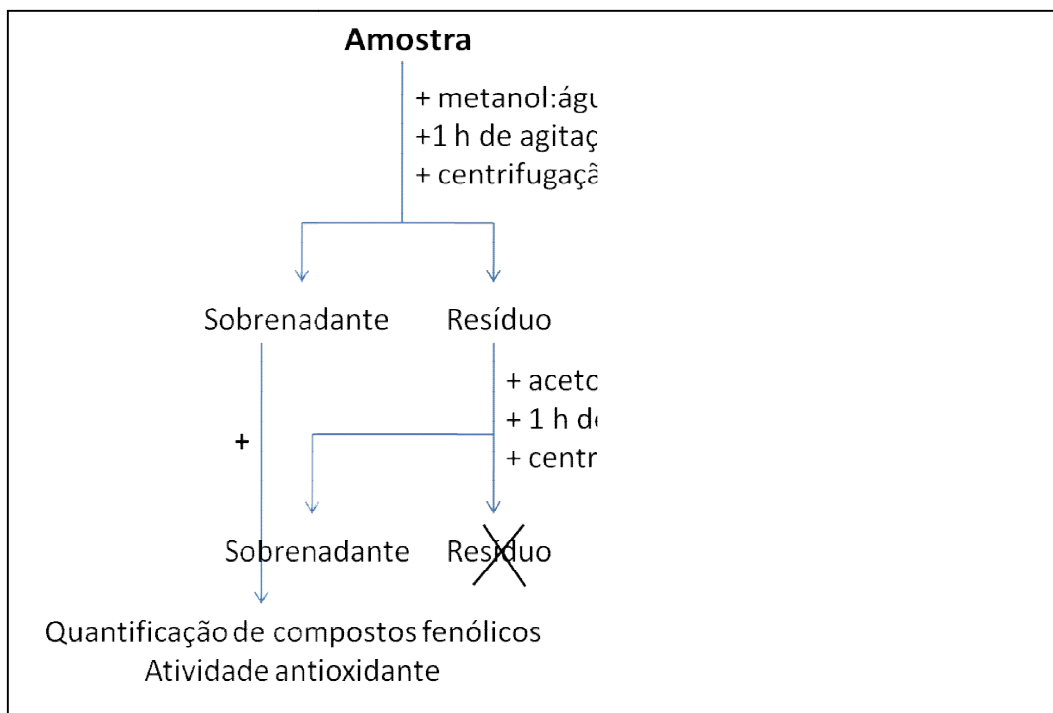 Amostra
+ metanol:águ
+1 h de agitaç
+ centrifugaçã
Sobrenadante Resíduo
+ aceto
+ 1 h de
+
+ centr
Sobrenadante Resíduo
Quantificação de compostos fenólicos
Atividade antioxidante